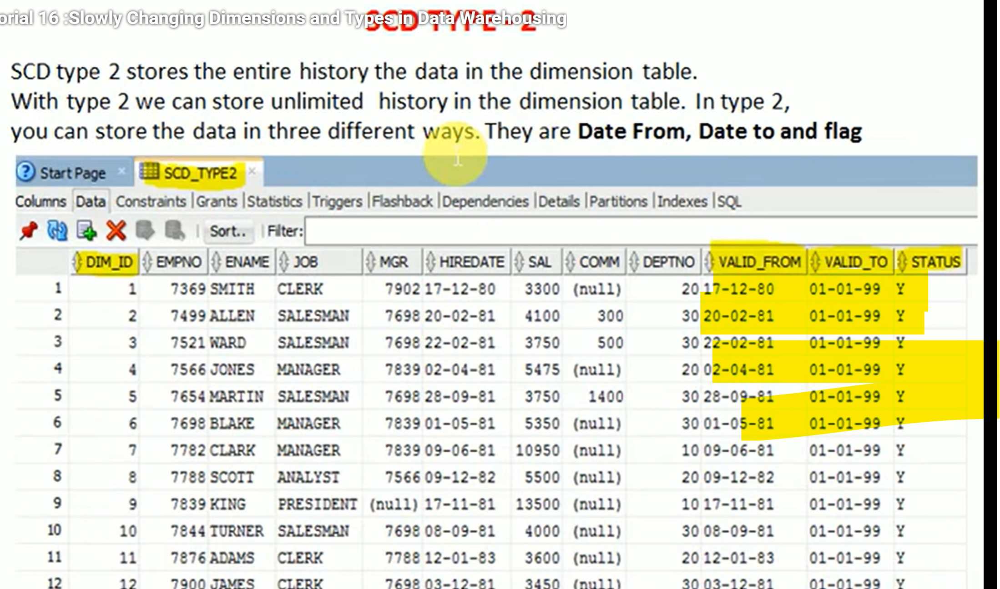 orial 16 :Slowly Changing Dimensions and Types in Data Warehousing
SCD TYPE - 2
SCD type 2 stores the entire history the data in the dimension table.
With type 2 we can store unlimited history in the dimension table. In type 2,
you can store the data in three different ways. They are Date From, Date to and flag
? Start Page × SCD_TYPE2 ×
Columns Data Constraints |Grants |Statistics |Triggers |Flashback |Dependencies |Details |Partitions |Indexes |SQL
Sort.. Filter:
DIM_ID EMPNO ENAME JOB MGR HIREDATE SAL COMM DEPTNO VALID_FROM VALID_TO STATUS
1 1 7369 SMITH CLERK 7902 17-12-80 3300 (null) 20 17-12-80 01-01-99 Y
2 2 7499 ALLEN SALESMAN 7698 20-02-81 4100 300 30 20-02-81 01-01-99 Y
3 3 7521 WARD SALESMAN 7698 22-02-81 3750 500 30 22-02-81 01-01-99 Y
4 4 7566 JONES MANAGER 7839 02-04-81 5475 (null) 20 02-04-81 01-01-99 Y
5 5 7654 MARTIN SALESMAN 7698 28-09-81 3750 1400 30 28-09-81 01-01-99 Y
6 6 7698 BLAKE MANAGER 7839 01-05-81 5350 (null) 30 01-05-81 01-01-99 Y
7 7 7782 CLARK MANAGER 7839 09-06-81 10950 (null) 10 09-06-81 01-01-99 Y
8 8 7788 SCOTT ANALYST 7566 09-12-82 5500 (null) 20 09-12-82 01-01-99 Y
9 9 7839 KING PRESIDENT (null) 17-11-81 13500 (null) 10 17-11-81 01-01-99 Y
10 10 7844 TURNER SALESMAN 7698 08-09-81 4000 (null) 30 08-09-81 01-01-99 Y
11 11 7876 ADAMS CLERK 7788 12-01-83 3600 (null) 20 12-01-83 01-01-99 Y
12 12 7900 JAMES CLERK 7698 03-12-81 3450 (null) 30 03-12-81 01-01-99 Y